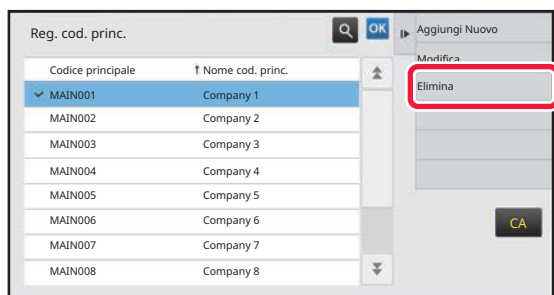 Reg. cod. princ.
OK
Aggiungi Nuovo
Modifica
Elimina
Codice principale Nome cod. princ.
MAIN001 Company 1
MAIN002 Company 2
MAIN003 Company 3
MAIN004 Company 4
MAIN005 Company 5
MAIN006 Company 6
MAIN007 Company 7
MAIN008 Company 8
CA